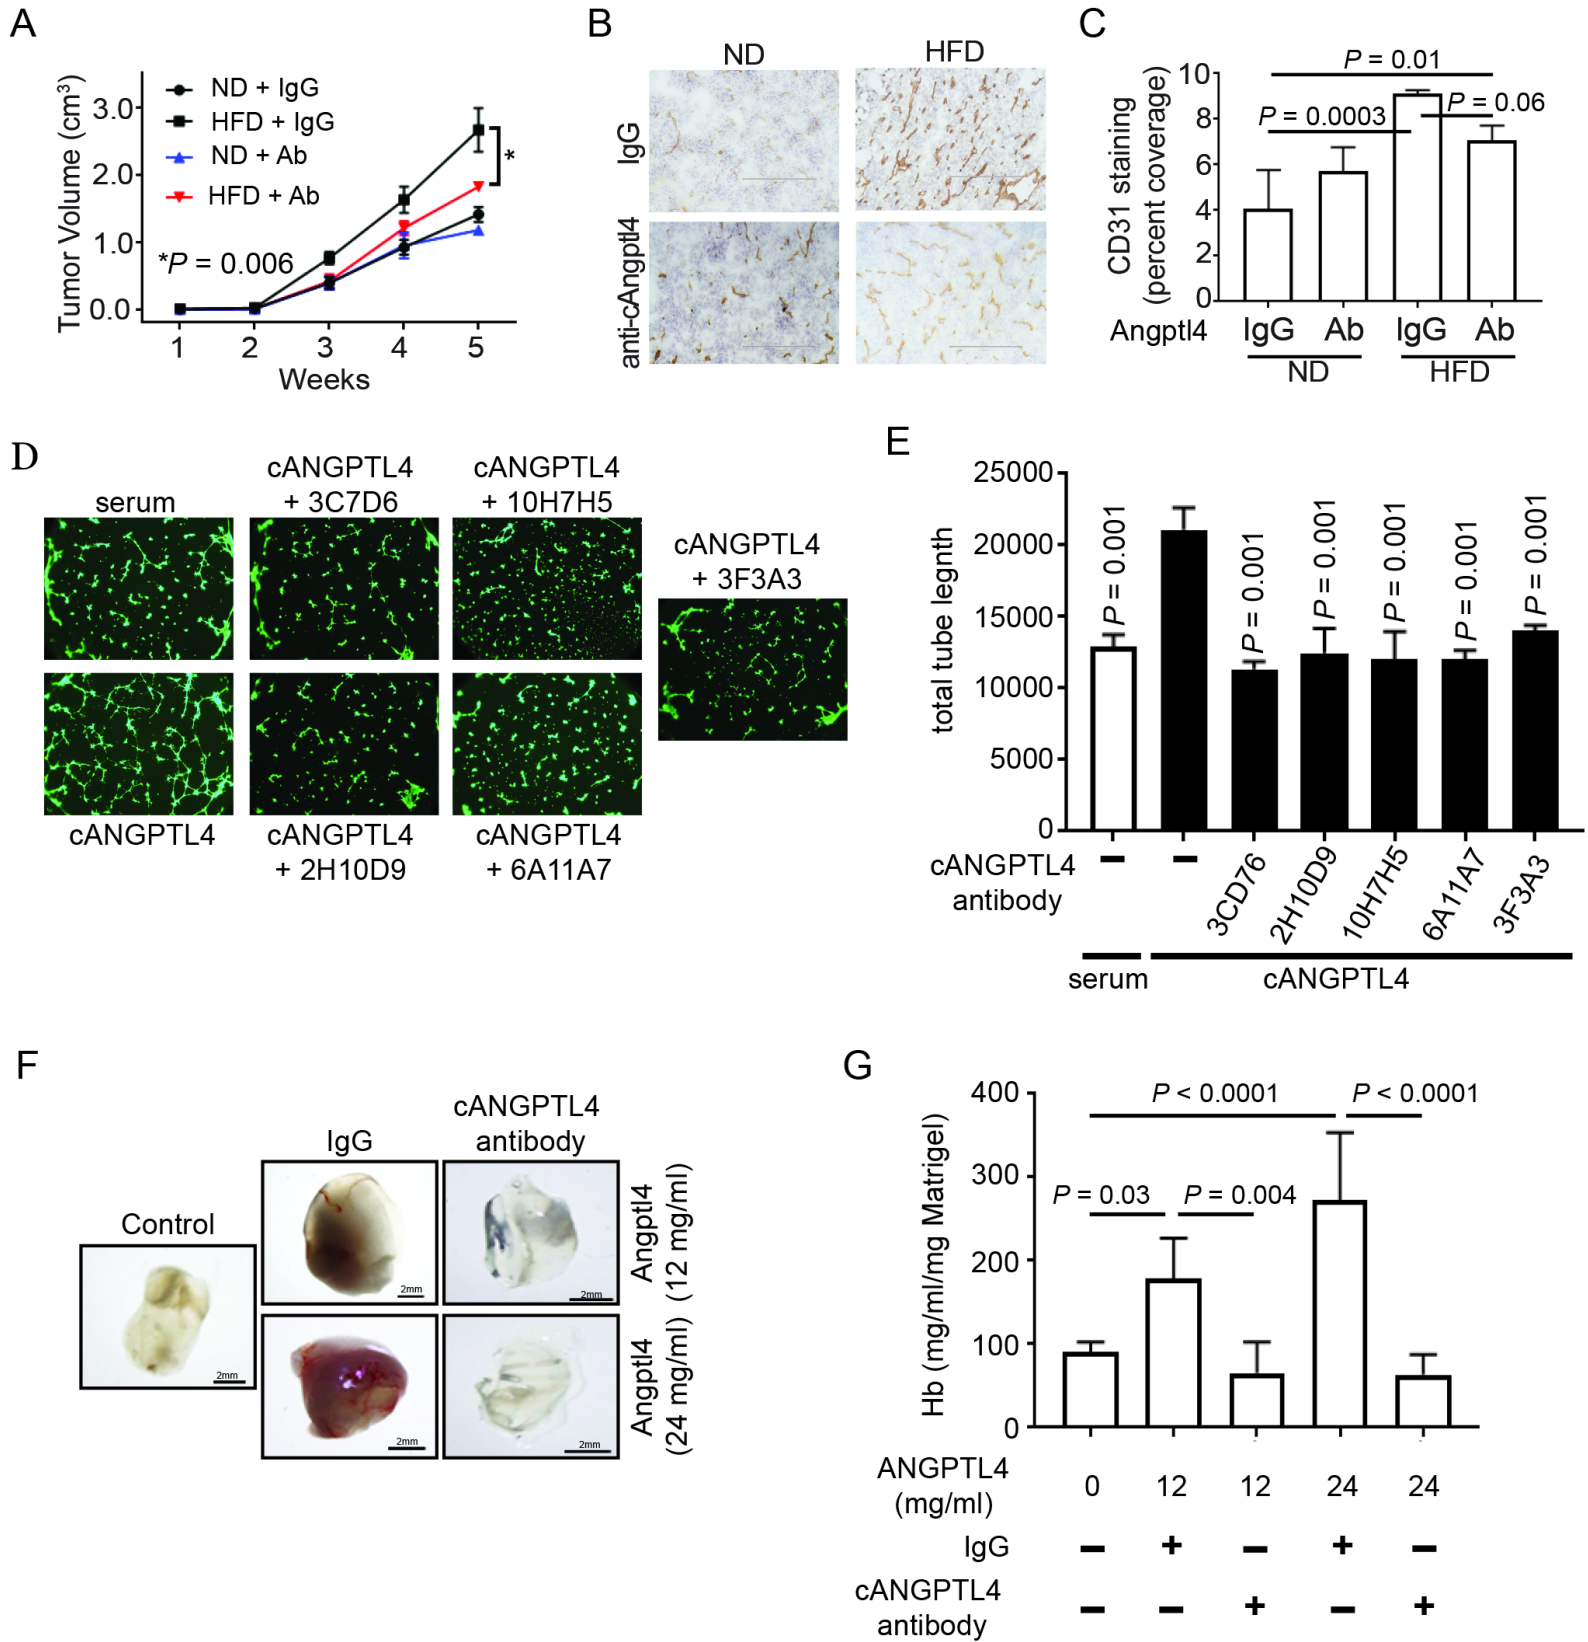 A
Tumor Volume (cm³)
3.0
2.0
1.0
0.0
ND + IgG
HFD + IgG
ND + Ab
HFD + Ab
*
*P = 0.006
1 2 3 4 5
Weeks
B
ND HFD
IgG
anti-cAngptl4
C
CD31 staining
(percent coverage)
10
8
6
4
2
0
P = 0.01
P = 0.0003
P = 0.06
Angptl4 IgG Ab IgG Ab
ND HFD
D
serum
cANGPTL4
+ 3C7D6
cANGPTL4
+ 10H7H5
cANGPTL4
+ 3F3A3
cANGPTL4
cANGPTL4
+ 2H10D9
cANGPTL4
+ 6A11A7
E
total tube legnth
25000
20000
15000
10000
5000
0
P = 0.001
P = 0.001
P = 0.001
P = 0.001
P = 0.001
P = 0.001
cANGPTL4
antibody
– – 3CD76 2H10D9 10H7H5 6A11A7 3F3A3
serum cANGPTL4
F
Control
IgG
cANGPTL4
antibody
Angptl4
(12 mg/ml)
Angptl4
(24 mg/ml)
2mm
2mm
2mm
2mm
2mm
G
Hb (mg/ml/mg Matrigel)
400
300
200
100
0
P < 0.0001
P < 0.0001
P = 0.03
P = 0.004
ANGPTL4
(mg/ml)
0 12 12 24 24
IgG – + – + –
cANGPTL4
antibody
– – + – +